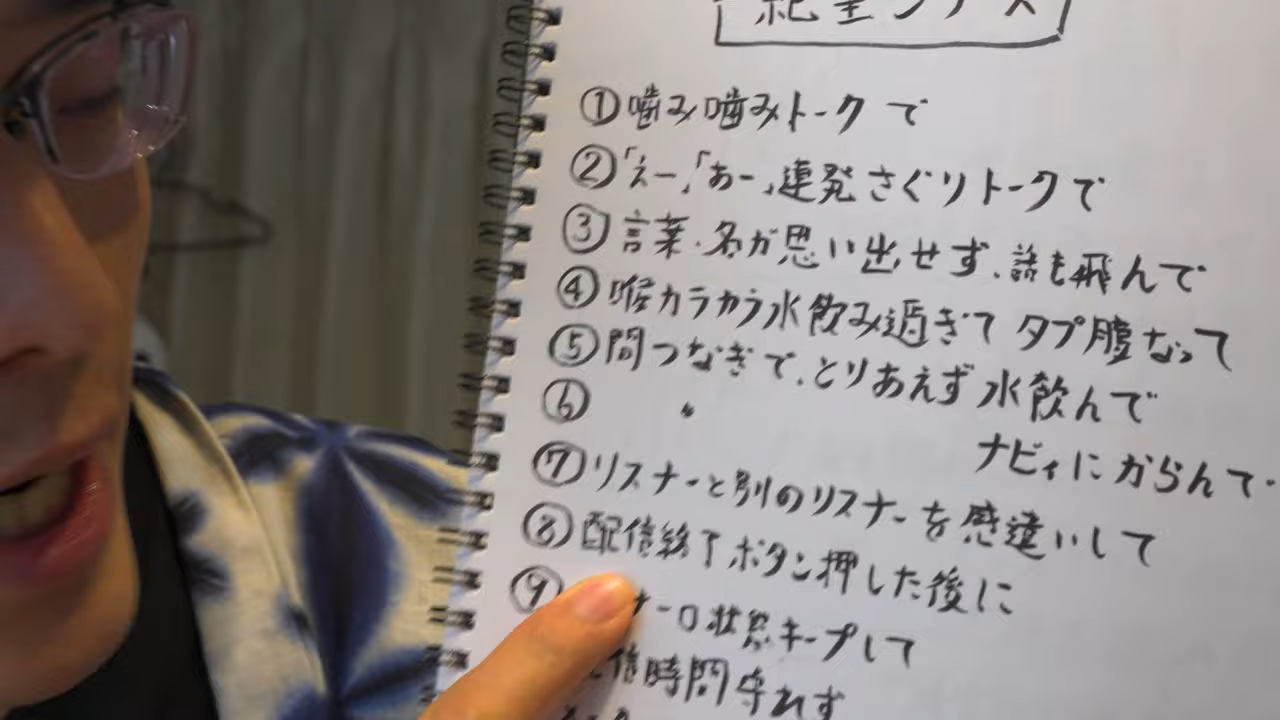 ①噛み噛みトークで
②「えー」「あー」連発さぐりトークで
③言葉・名が思い出せず、話も飛んで
④喉カラカラ水飲み過ぎてタプ腹なって
⑤間つなぎで、とりあえず水飲んで
⑥
ナビィにからんで
⑦リスナーと別のリスナーを感違いして
⑧配信終了ボタン押した後に
⑨ ナー0状態キープして
信時間守れず